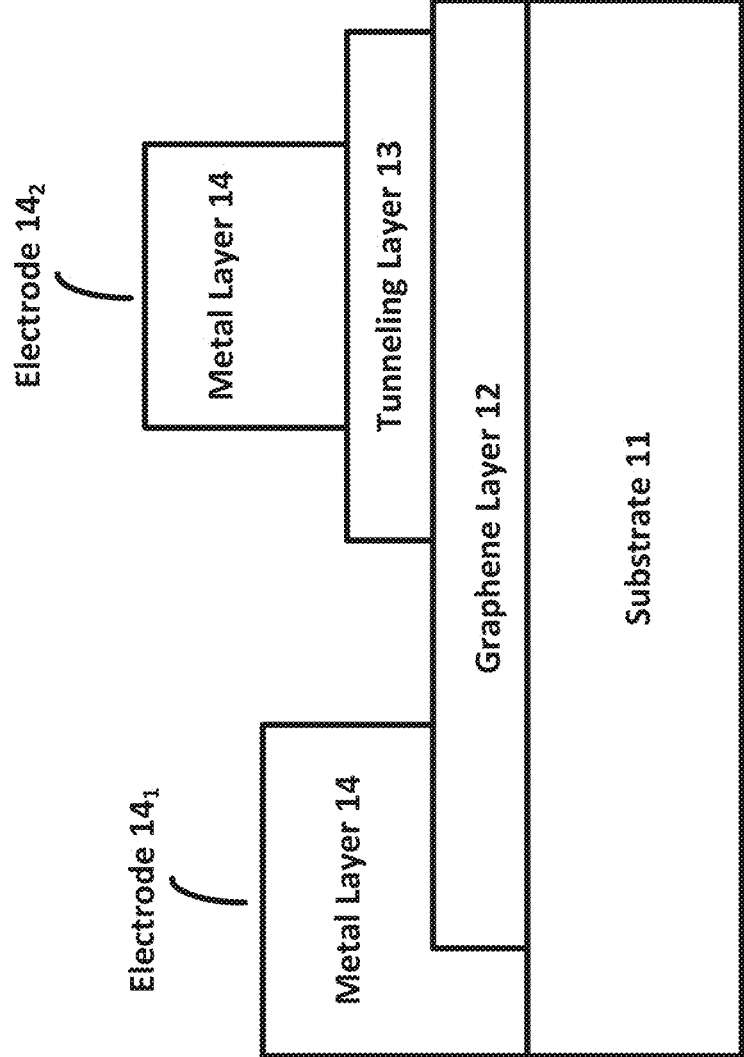 Electrode 14₁
Electrode 14₂
Metal Layer 14
Metal Layer 14
Tunneling Layer 13
Graphene Layer 12
Substrate 11